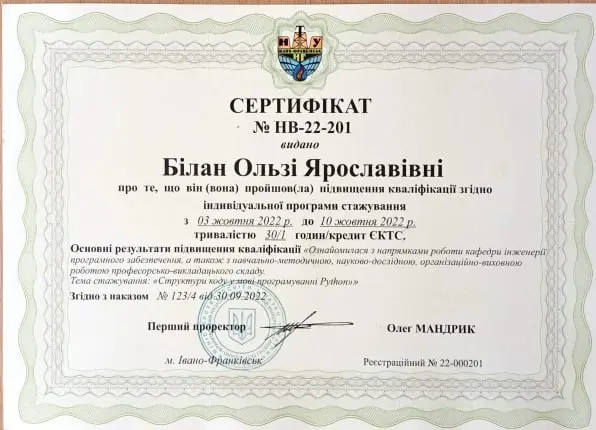 Н Т У
ІВАНО-ФРАНКІВСЬК
СЕРТИФІКАТ
№ НВ-22-201
видано
Білан Ользі Ярославівні
про те, що він (вона) пройшов(ла) підвищення кваліфікації згідно
індивідуальної програми стажування
з 03 жовтня 2022 р. до 10 жовтня 2022 р.
тривалістю 30/1 годин/кредит ЄКТС.
Основні результати підвищення кваліфікації «Ознайомилася з напрямками роботи кафедри інженерії
програмного забезпечення, а також з навчально-методичною, науково-дослідною, організаційно-виховною
роботою професорсько-викладацького складу.
Тема стажування: «Структури коду у мові програмуванні Python»»
Згідно з наказом № 123/4 від 30.09.2022
Перший проректор Олег МАНДРИК
м. Івано-Франківськ Реєстраційний № 22-000201